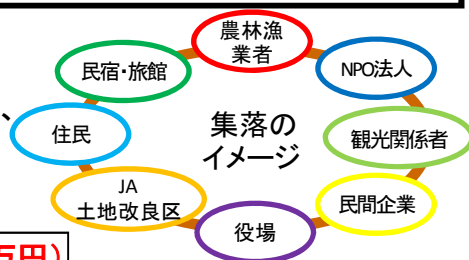 農林漁
業者
民宿・旅館
NPO法人
、
住民
集落の
イメージ
観光関係者
JA
土地改良区
民間企業
役場
万円）